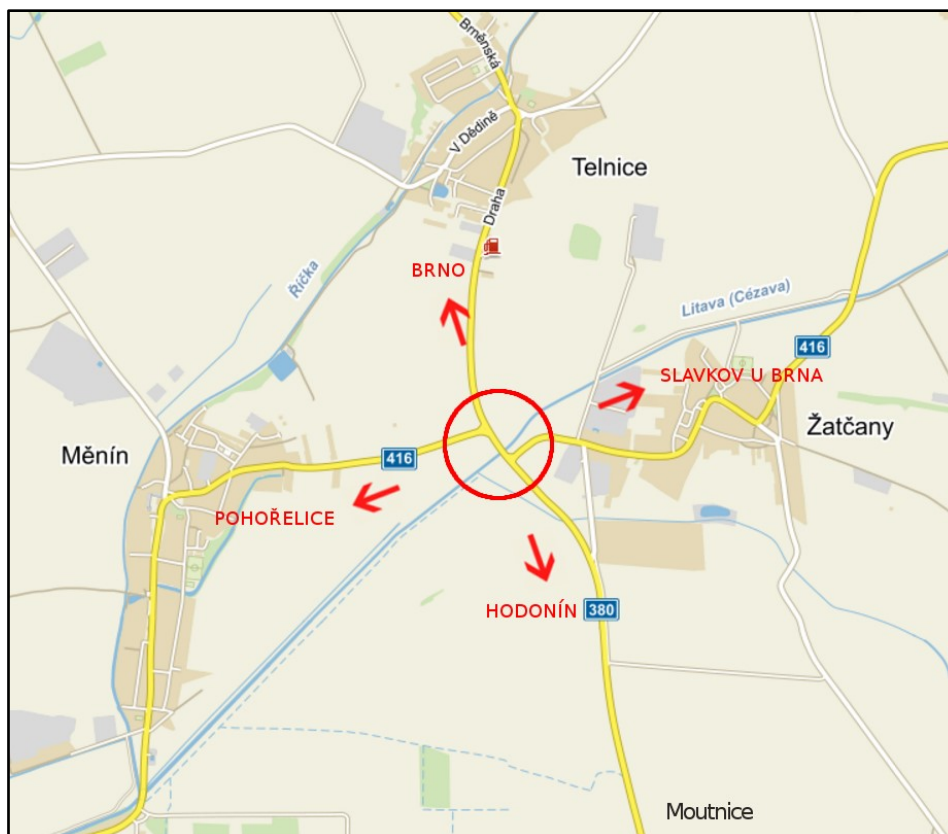 Brněnská
V Dědině
Telnice
Draha
BRNO
Říčka
Litava (Cézava)
416
SLAVKOV U BRNA
Žatčany
Měnín
416
POHOŘELICE
HODONÍN
380
Moutnice